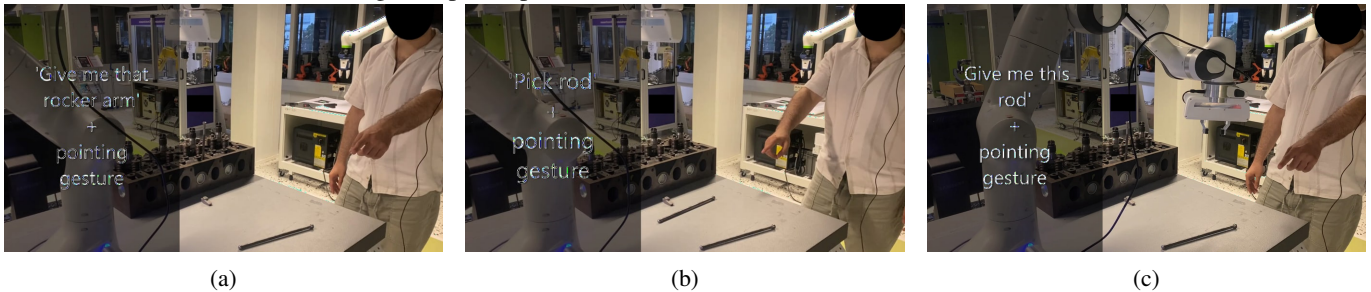 'Give me that
rocker arm'
+
pointing
gesture
'Pick rod
+
pointing
gesture
'Give me this
rod'
+
pointing
gesture
(a)
(b)
(c)